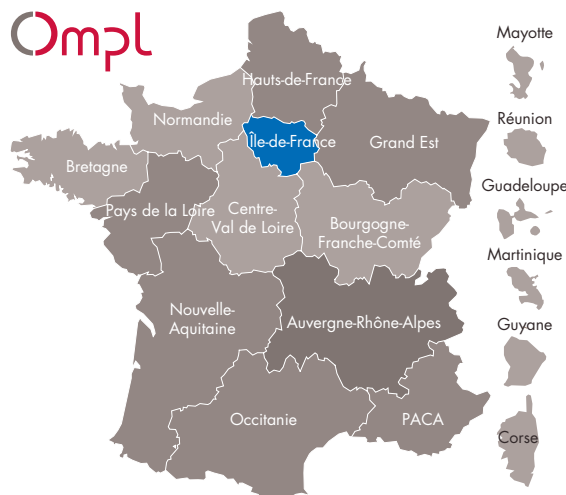 Ompl
Mayotte
Hauts-de-France
Normandie
Réunion
Île-de-France
Grand Est
Bretagne
Guadeloupe
Pays de la Loire
Centre-
Val de Loire
Bourgogne-
Franche-Comté
Martinique
Nouvelle-
Aquitaine
Auvergne-Rhône-Alpes
Guyane
Occitanie
PACA
Corse